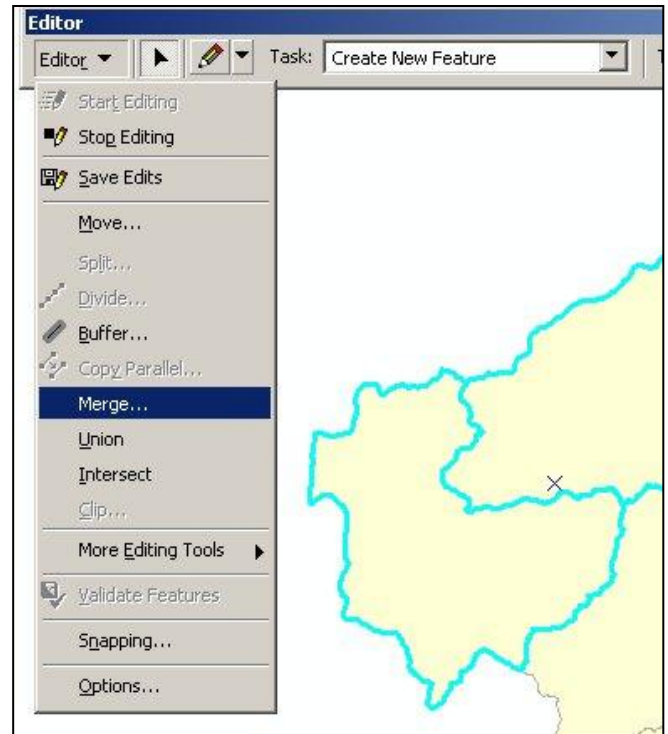 Editor
Editor Task: Create New Feature
Start Editing
Stop Editing
Save Edits
Move...
Split...
Divide...
Buffer...
Copy Parallel...
Merge...
Union
Intersect
Clip...
More Editing Tools
Validate Features
Snapping...
Options...